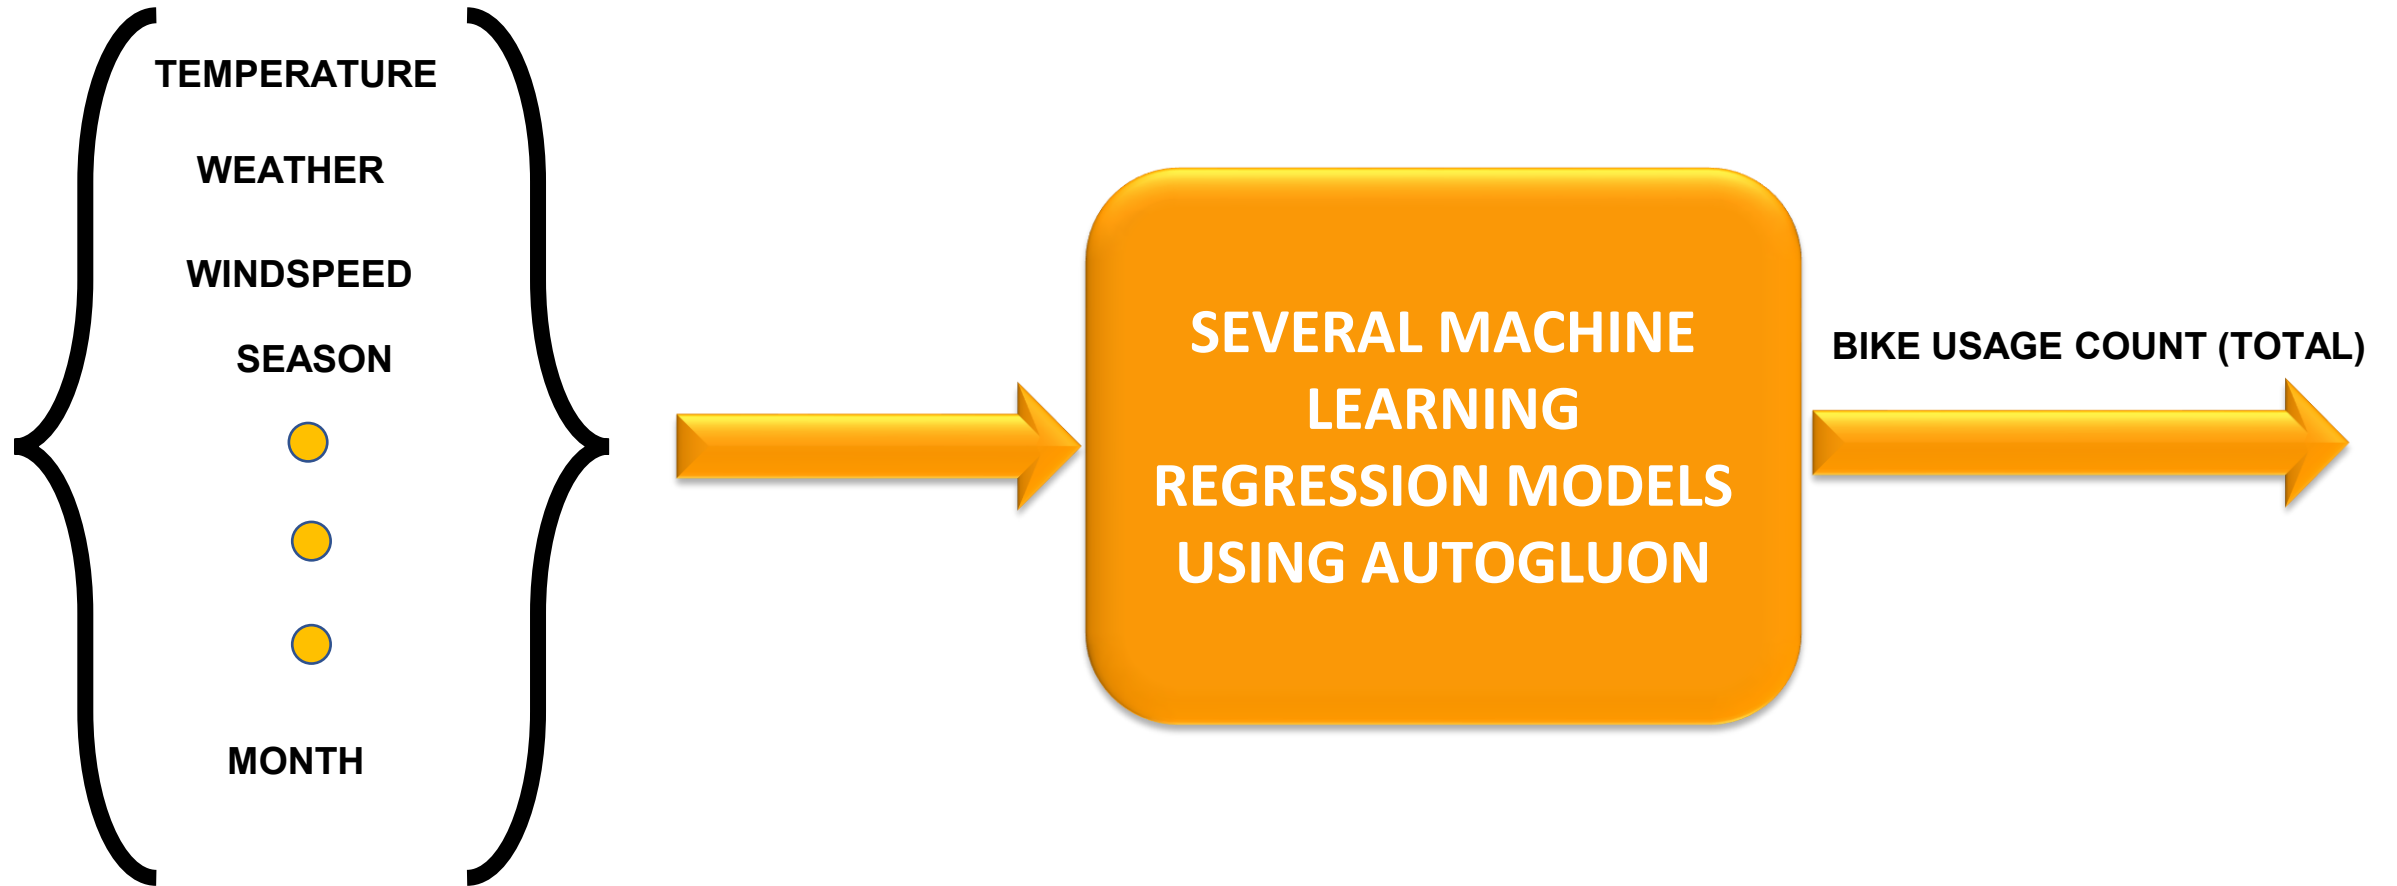 TEMPERATURE
WEATHER
WINDSPEED
SEASON
MONTH
SEVERAL MACHINE
LEARNING
REGRESSION MODELS
USING AUTOGLUON
BIKE USAGE COUNT (TOTAL)